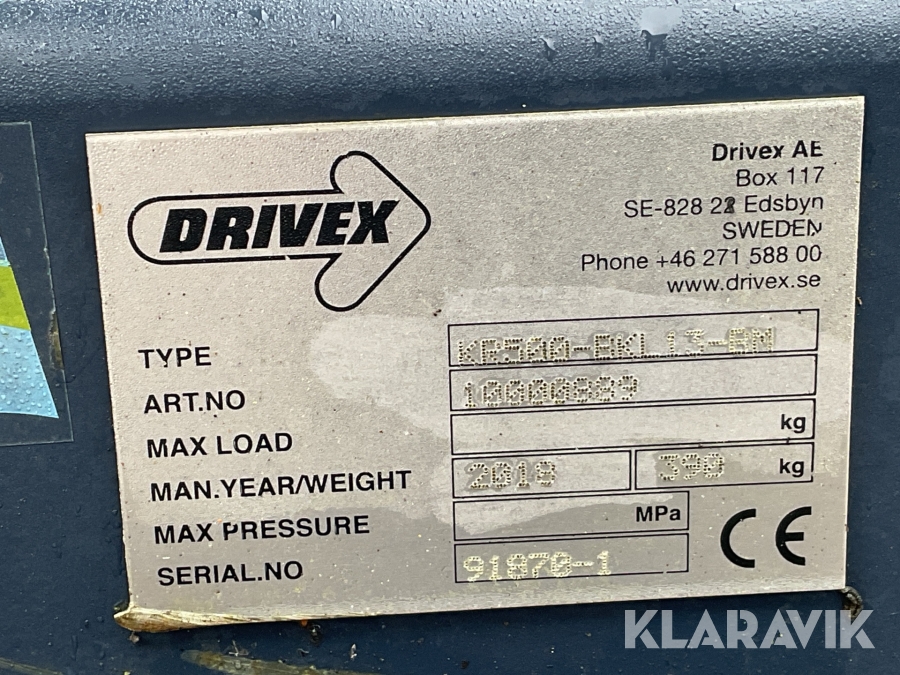 DRIVEX
Drivex AB
Box 117
SE-828 22 Edsbyn
SWEDEN
Phone +46 271 588 00
www.drivex.se
TYPE KB500-BKL13-BM
ART.NO 10000889
MAX LOAD kg
MAN.YEAR/WEIGHT 2018 390 kg
MAX PRESSURE MPa
SERIAL.NO 91870-1
CE
KLARAVIK